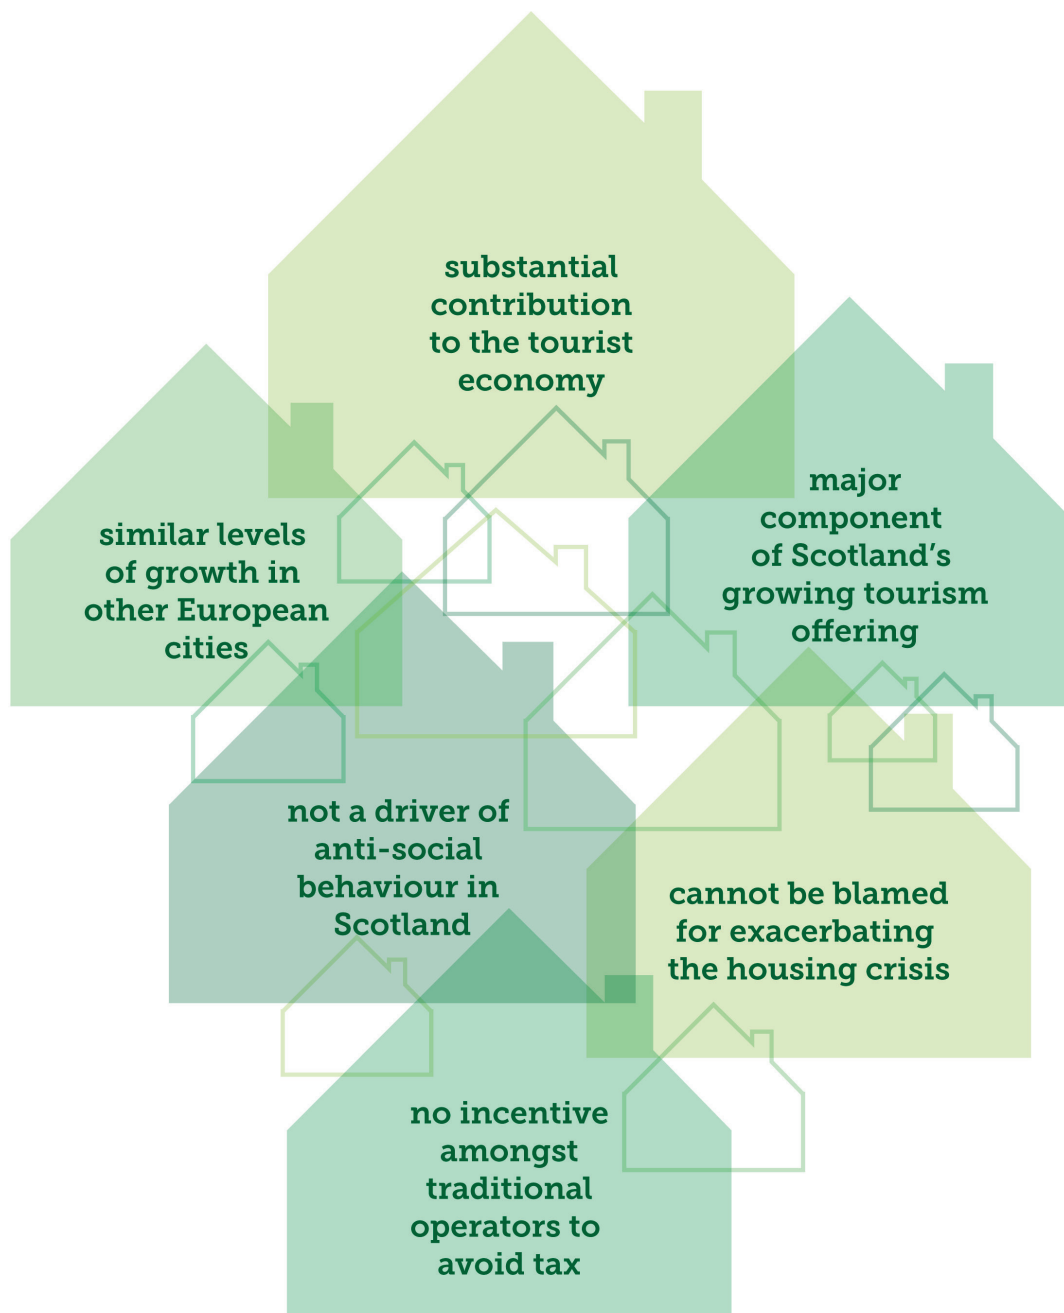 substantial
contribution
to the tourist
economy
similar levels
of growth in
other European
cities
major
component
of Scotland’s
growing tourism
offering
not a driver of
anti-social
behaviour in
Scotland
cannot be blamed
for exacerbating
the housing crisis
no incentive
amongst
traditional
operators to
avoid tax